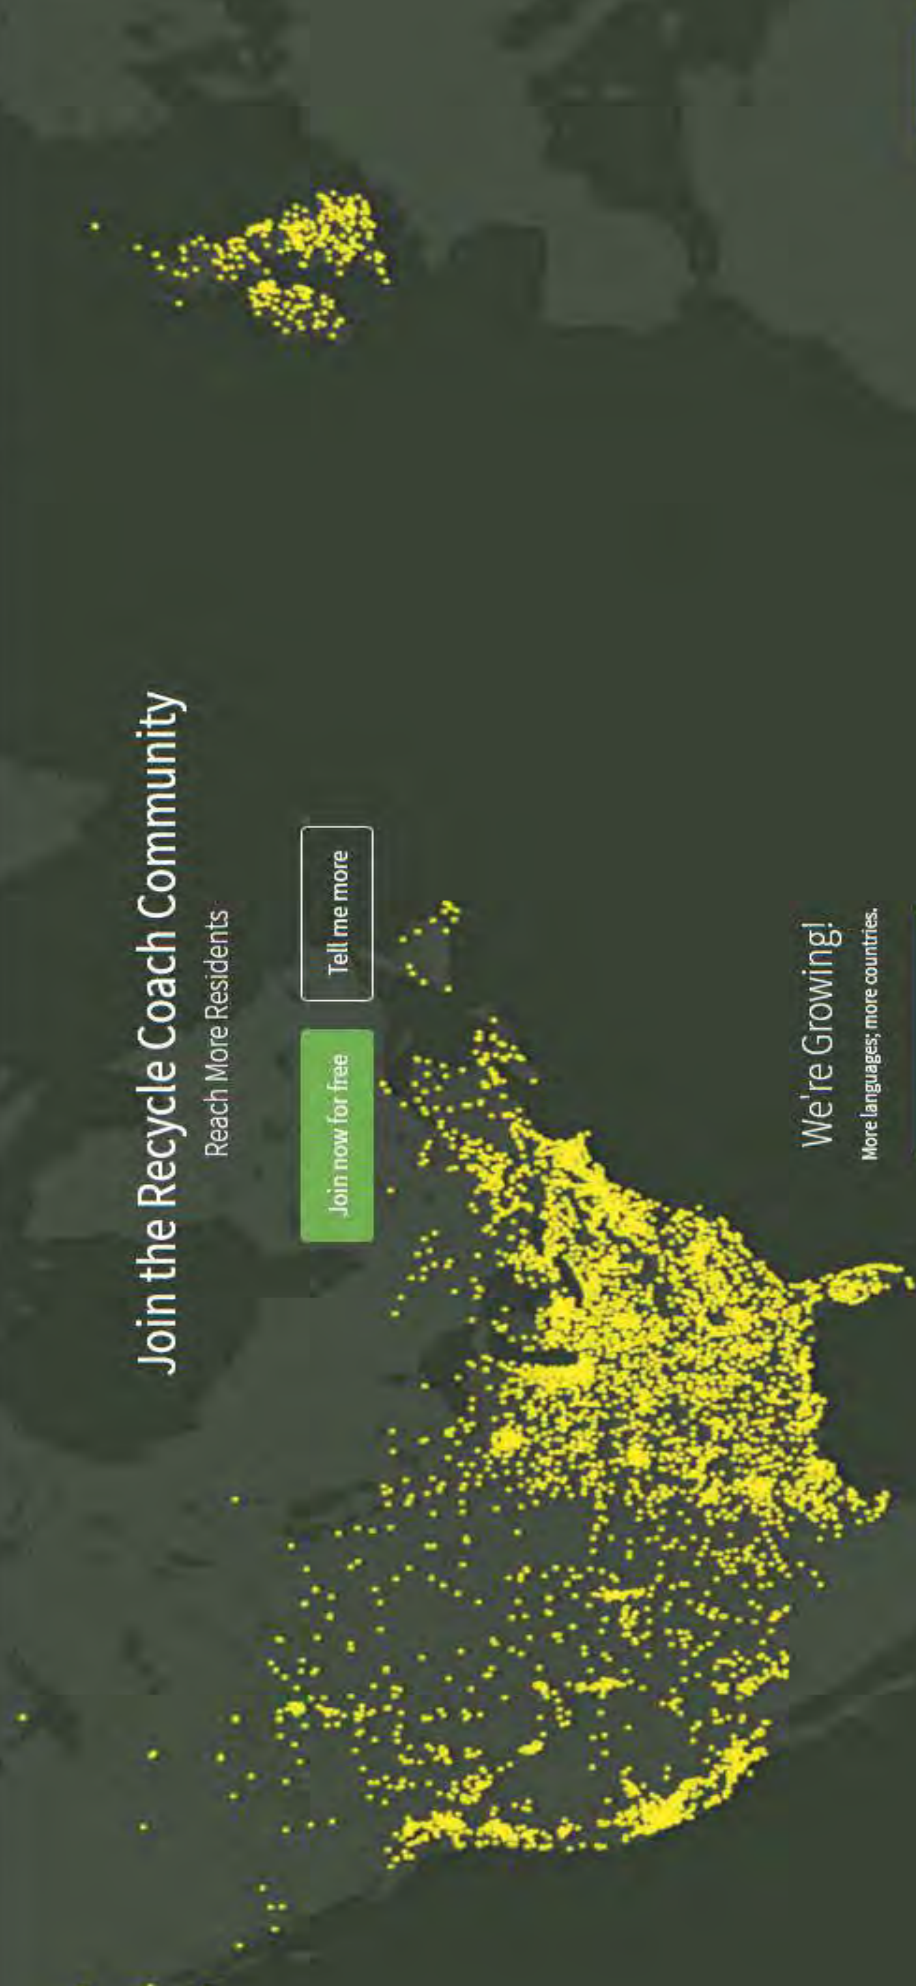 Join the Recycle Coach Community
Reach More Residents
Join now for free
Tell me more
We're Growing!
More languages; more countries.